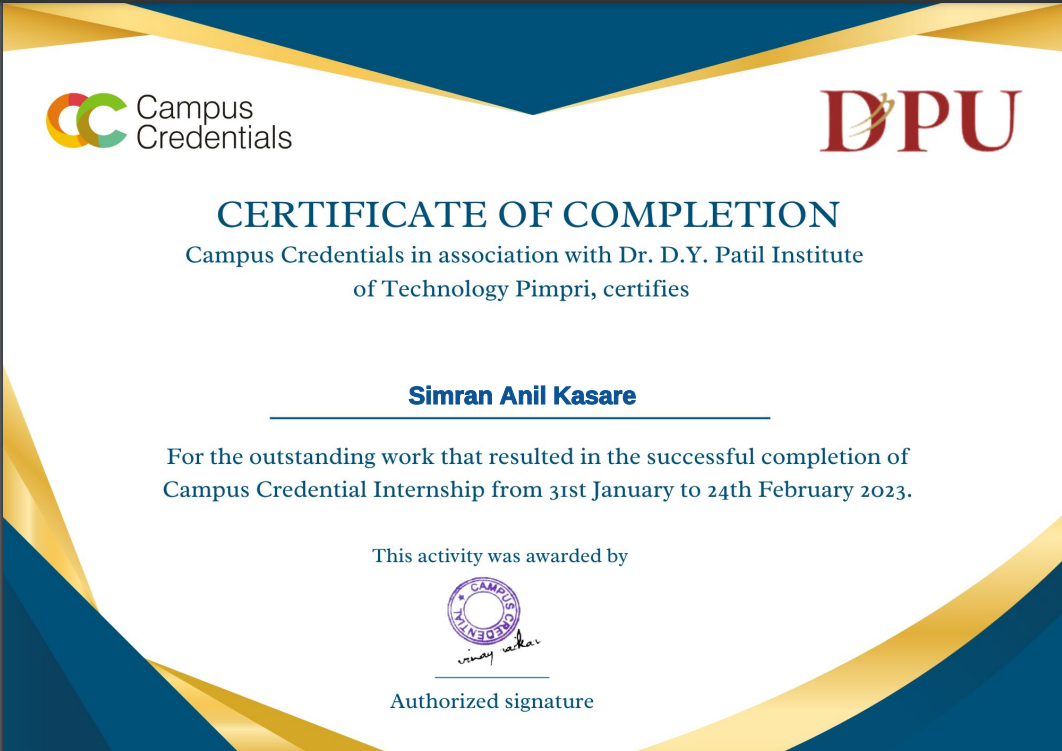 Campus
Credentials
DPU
CERTIFICATE OF COMPLETION
Campus Credentials in association with Dr. D.Y. Patil Institute
of Technology Pimpri, certifies
Simran Anil Kasare
For the outstanding work that resulted in the successful completion of
Campus Credential Internship from 31st January to 24th February 2023.
This activity was awarded by
CAMPUS CREDENTIAL
vinay
Authorized signature